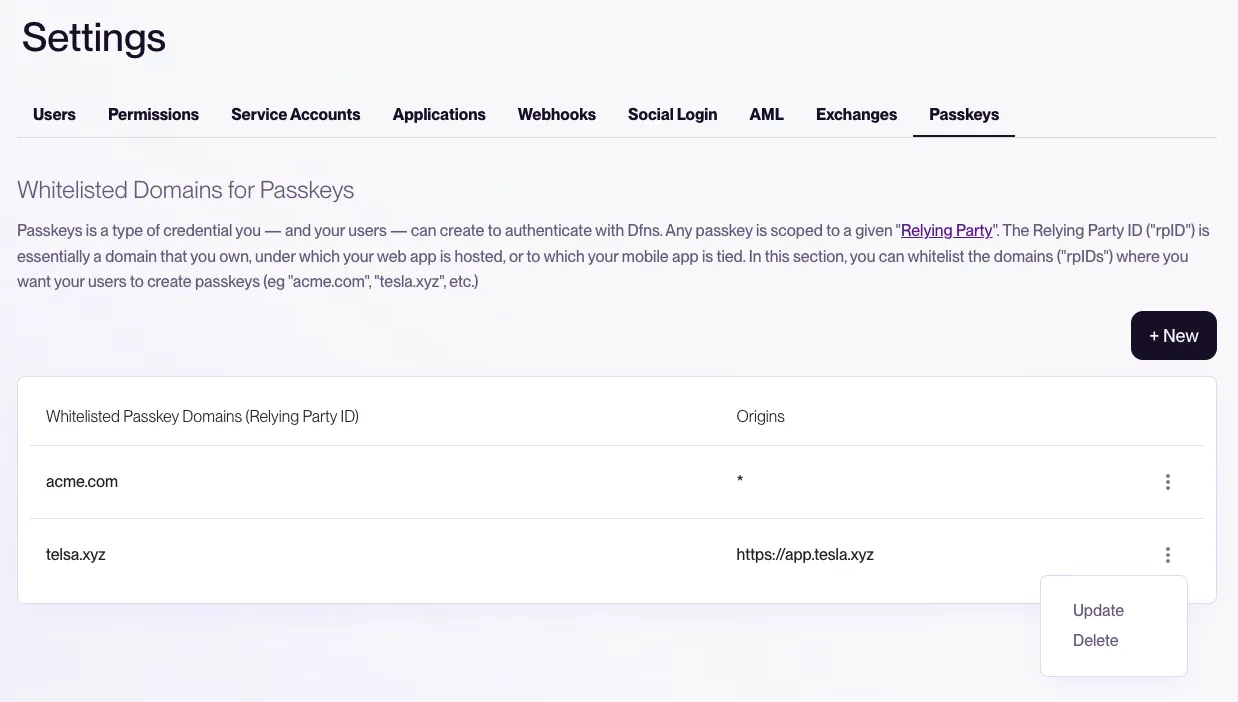 Settings
Users Permissions Service Accounts Applications Webhooks Social Login AML Exchanges Passkeys
Whitelisted Domains for Passkeys
Passkeys is a type of credential you — and your users — can create to authenticate with Dfns. Any passkey is scoped to a given "Relying Party". The Relying Party ID ("rpID") is
essentially a domain that you own, under which your web app is hosted, or to which your mobile app is tied. In this section, you can whitelist the domains ("rpIDs") where you
want your users to create passkeys (eg "acme.com", "tesla.xyz", etc.)
+ New
Whitelisted Passkey Domains (Relying Party ID) Origins
acme.com *
telsa.xyz https://app.tesla.xyz
Update
Delete